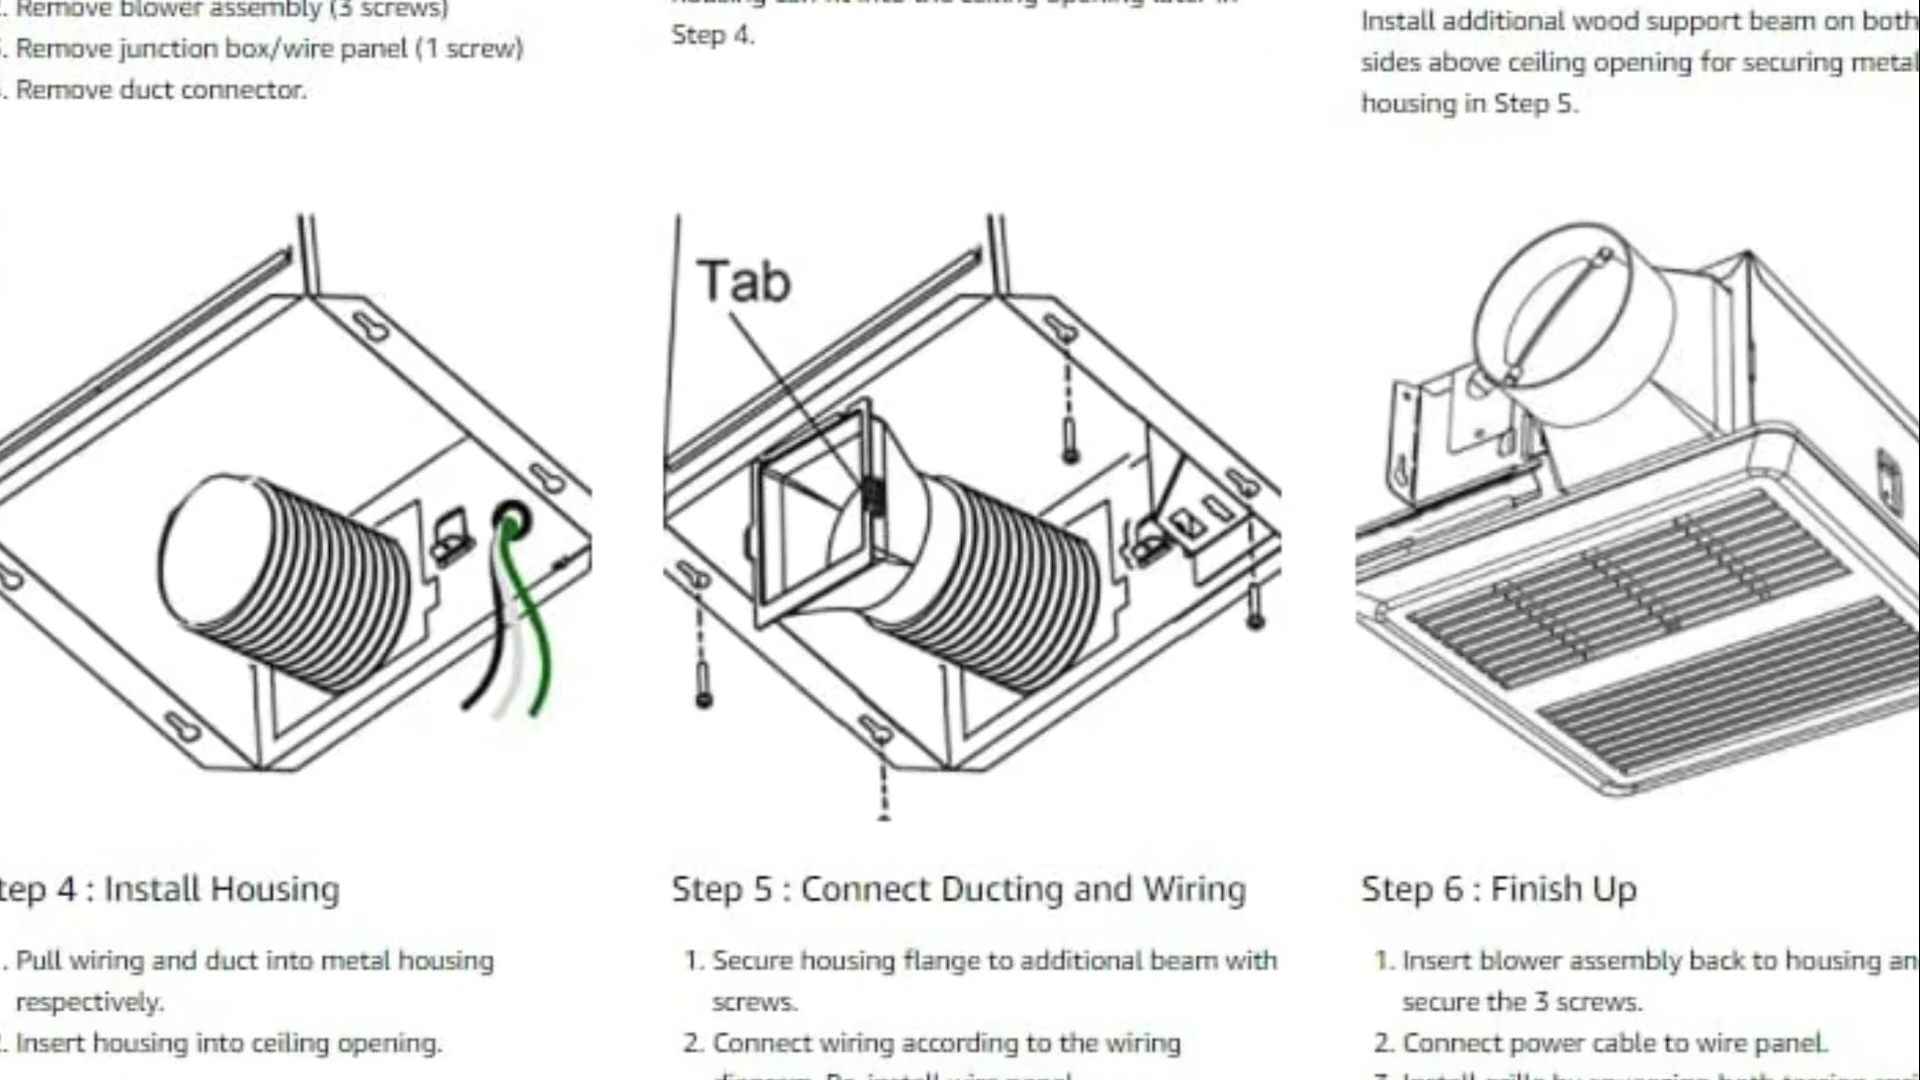 . Remove blower assembly (3 screws)
. Remove junction box/wire panel (1 screw)
. Remove duct connector.
Step 4.
Install additional wood support beam on both
sides above ceiling opening for securing metal
housing in Step 5.
Tab
tep 4 : Install Housing
. Pull wiring and duct into metal housing
respectively.
. Insert housing into ceiling opening.
Step 5 : Connect Ducting and Wiring
1. Secure housing flange to additional beam with
screws.
2. Connect wiring according to the wiring
Step 6 : Finish Up
1. Insert blower assembly back to housing an
secure the 3 screws.
2. Connect power cable to wire panel.